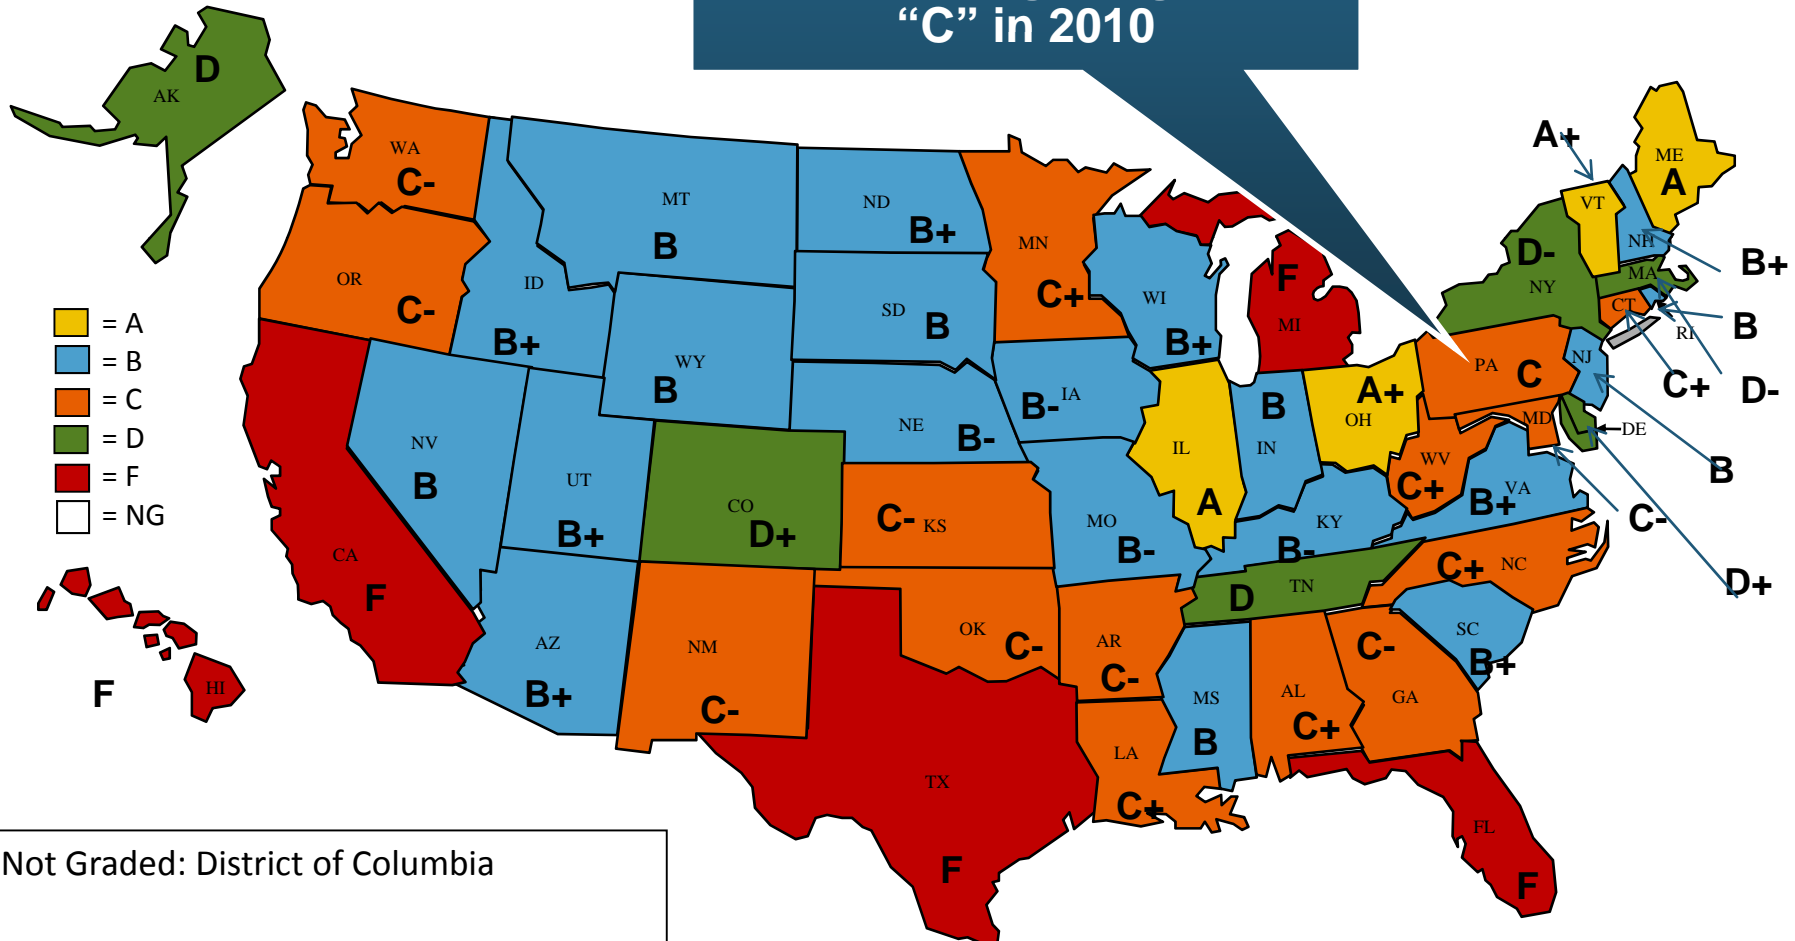 “C” in 2010
D
AK
A+
ME
A
VT
WA
C-
MT
B
ND
B+
MN
C+
WI
B+
F
MI
D-
NY
NH
B+
MA
CT
RI
B
C+
D-
OR
C-
ID
B+
SD
B
WY
B
= A
= B
= C
= D
= F
= NG
PA
C
NJ
B
A+
OH
B
IN
B-
IA
NE
B-
IL
A
MD
DE
C-
D+
WV
C+
VA
B+
NV
B
UT
B+
CO
D+
C-
KS
MO
B-
KY
B-
CA
F
C+
NC
D
TN
SC
B+
AZ
B+
NM
C-
OK
C-
AR
C-
MS
B
AL
C+
C-
GA
F
HI
LA
C+
TX
F
FL
F
Not Graded: District of Columbia